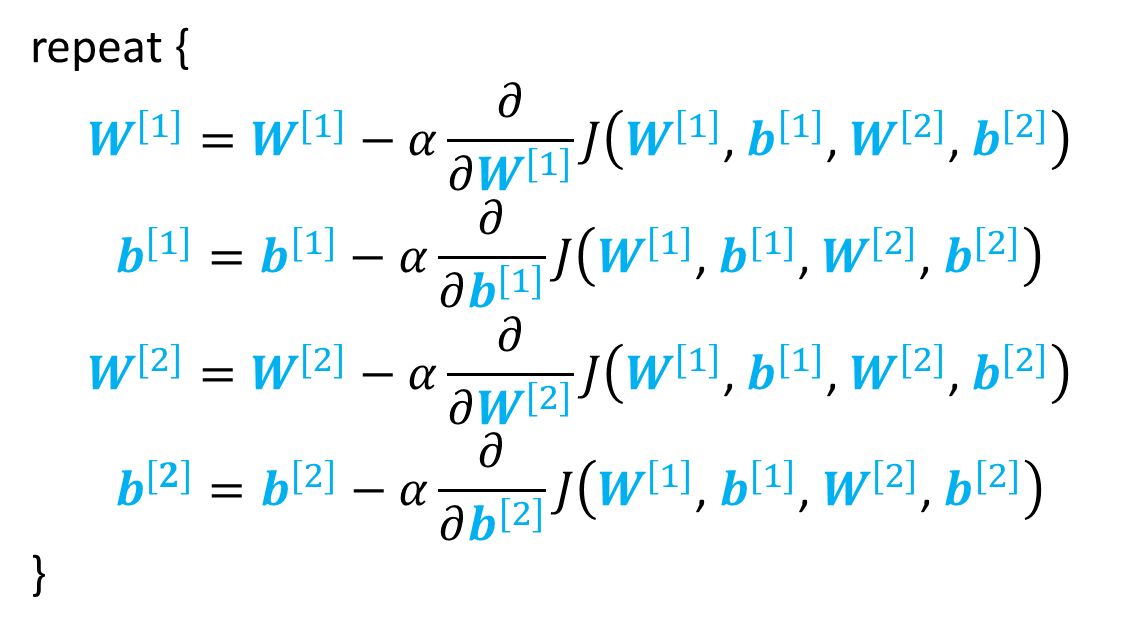 repeat {
W^[1] = W^[1] − α ∂/∂W^[1] J(W^[1], b^[1], W^[2], b^[2])
b^[1] = b^[1] − α ∂/∂b^[1] J(W^[1], b^[1], W^[2], b^[2])
W^[2] = W^[2] − α ∂/∂W^[2] J(W^[1], b^[1], W^[2], b^[2])
b^[2] = b^[2] − α ∂/∂b^[2] J(W^[1], b^[1], W^[2], b^[2])
}